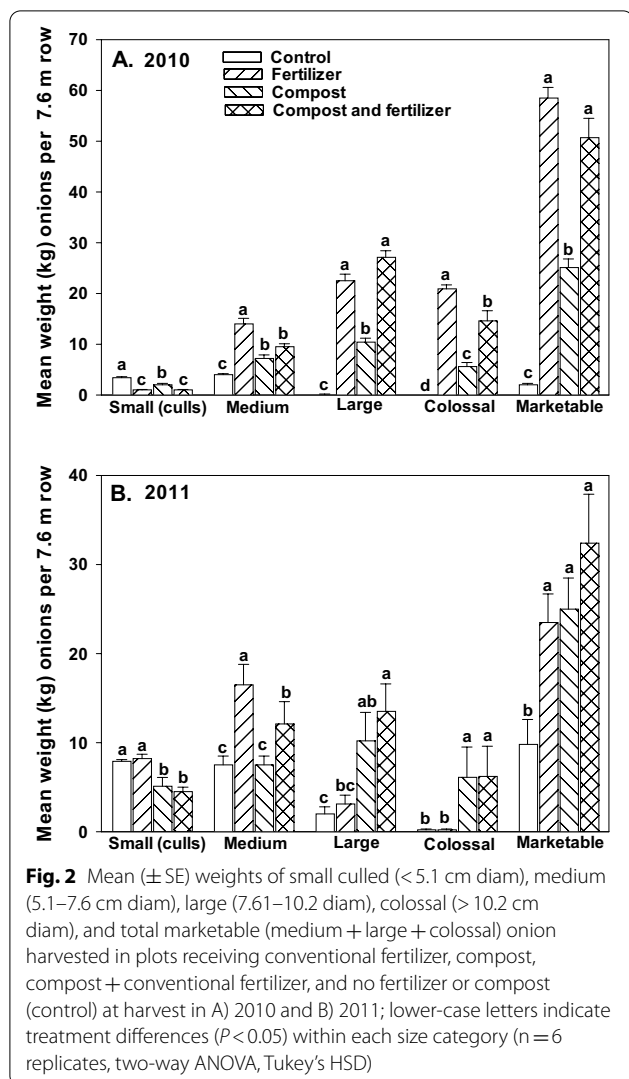 70
60
50
40
30
20
10
0
Mean weight (kg) onions per 7.6 m row
A. 2010
Control
Fertilizer
Compost
Compost and fertilizer
a c b c
c a b b
c a b a
d a c b
c a b a
Small (culls) Medium Large Colossal Marketable
40
30
20
10
0
Mean weight (kg) onions per 7.6 m row
B. 2011
a a b b
c a c b
c bc ab a
b b a a
b a a a
Small (culls) Medium Large Colossal Marketable
Fig. 2 Mean (±SE) weights of small culled (< 5.1 cm diam), medium
(5.1–7.6 cm diam), large (7.61–10.2 diam), colossal (> 10.2 cm
diam), and total marketable (medium + large + colossal) onion
harvested in plots receiving conventional fertilizer, compost,
compost + conventional fertilizer, and no fertilizer or compost
(control) at harvest in A) 2010 and B) 2011; lower-case letters indicate
treatment differences (P < 0.05) within each size category (n = 6
replicates, two-way ANOVA, Tukey's HSD)